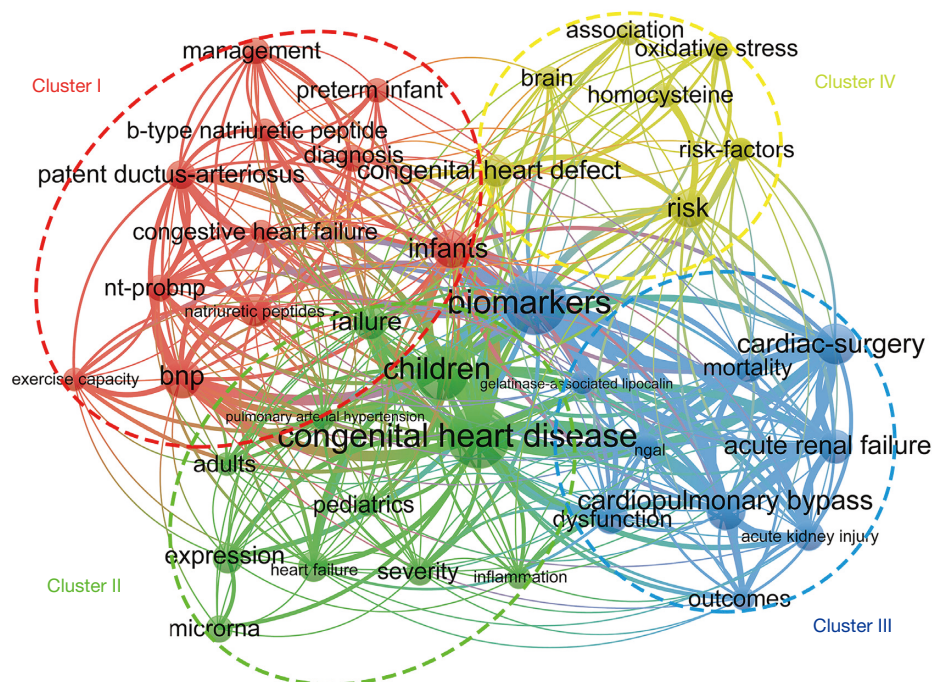 association
management
oxidative stress
Cluster I
brain
Cluster IV
preterm infant
homocysteine
b-type natriuretic peptide
diagnosis
risk-factors
patent ductus-arteriosus
congenital heart defect
risk
congestive heart failure
infants
nt-probnp
biomarkers
natriuretic peptides
failure
cardiac-surgery
children
mortality
exercise capacity
bnp
gelatinase-associated lipocalin
pulmonary arterial hypertension
congenital heart disease
acute renal failure
ngal
adults
pediatrics
cardiopulmonary bypass
dysfunction
acute kidney injury
expression
heart failure
severity
inflammation
Cluster II
outcomes
microrna
Cluster III